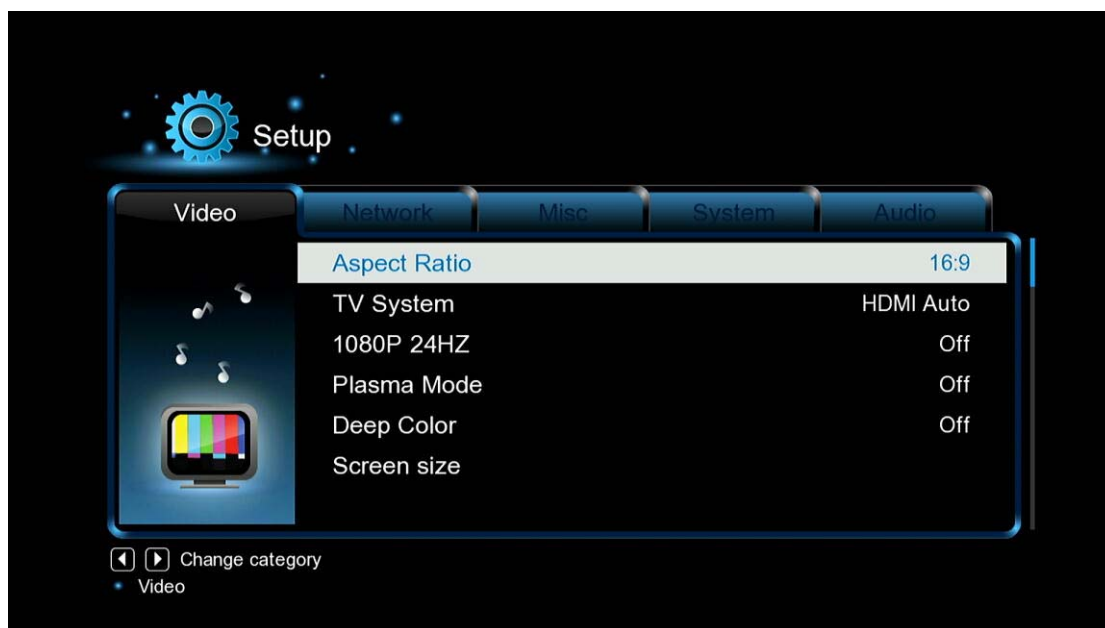 Setup
Video Network Misc System Audio
Aspect Ratio 16:9
TV System HDMI Auto
1080P 24HZ Off
Plasma Mode Off
Deep Color Off
Screen size
Change category
Video